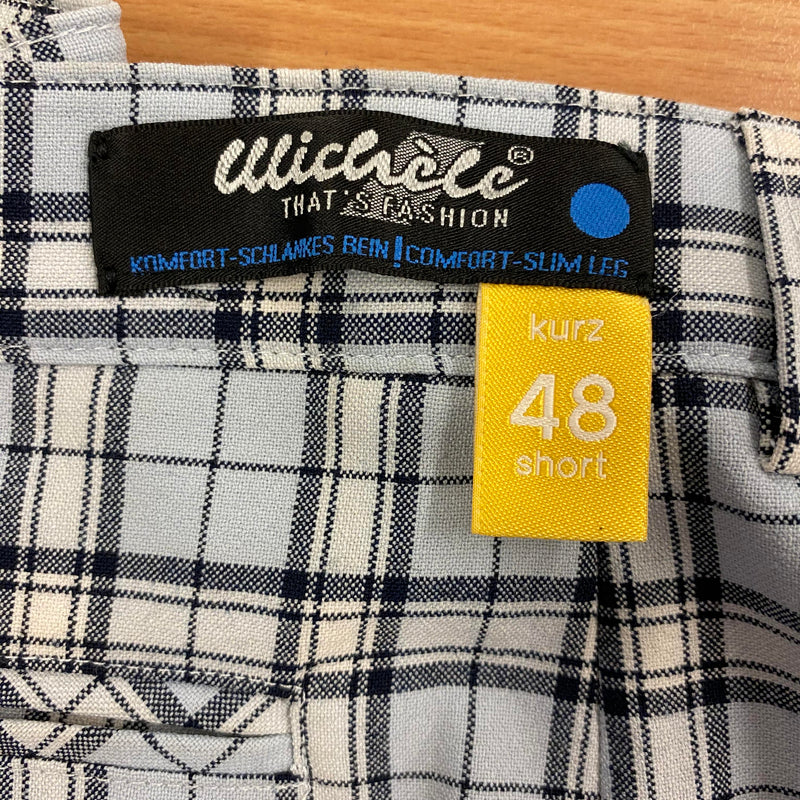 Michèle®
THAT'S FASHION
KOMFORT-SCHLANKES BEIN! COMFORT-SLIM LEG
kurz
48
short